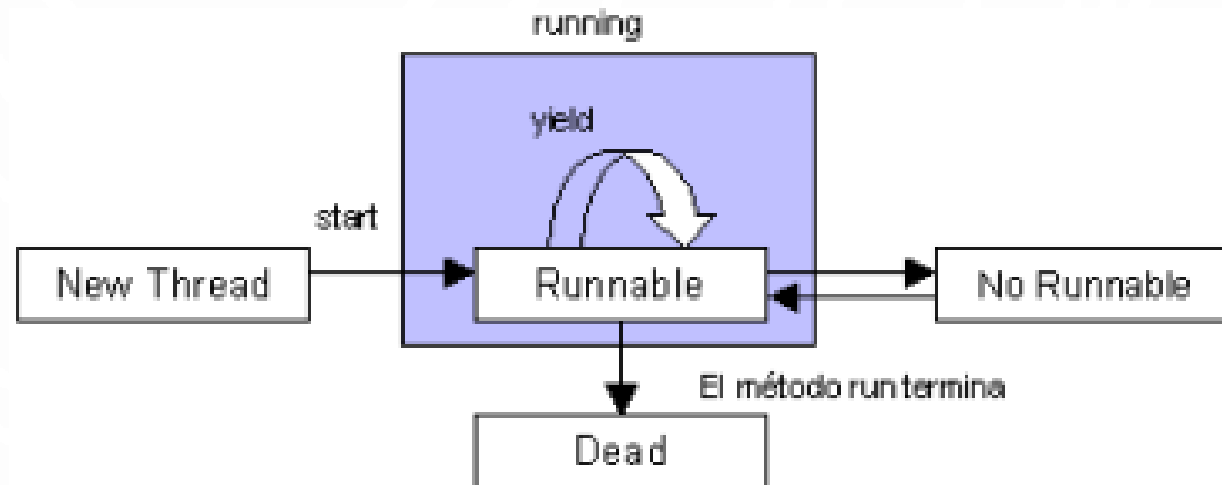 running
yield
start
New Thread
Runnable
No Runnable
El método run termina
Dead